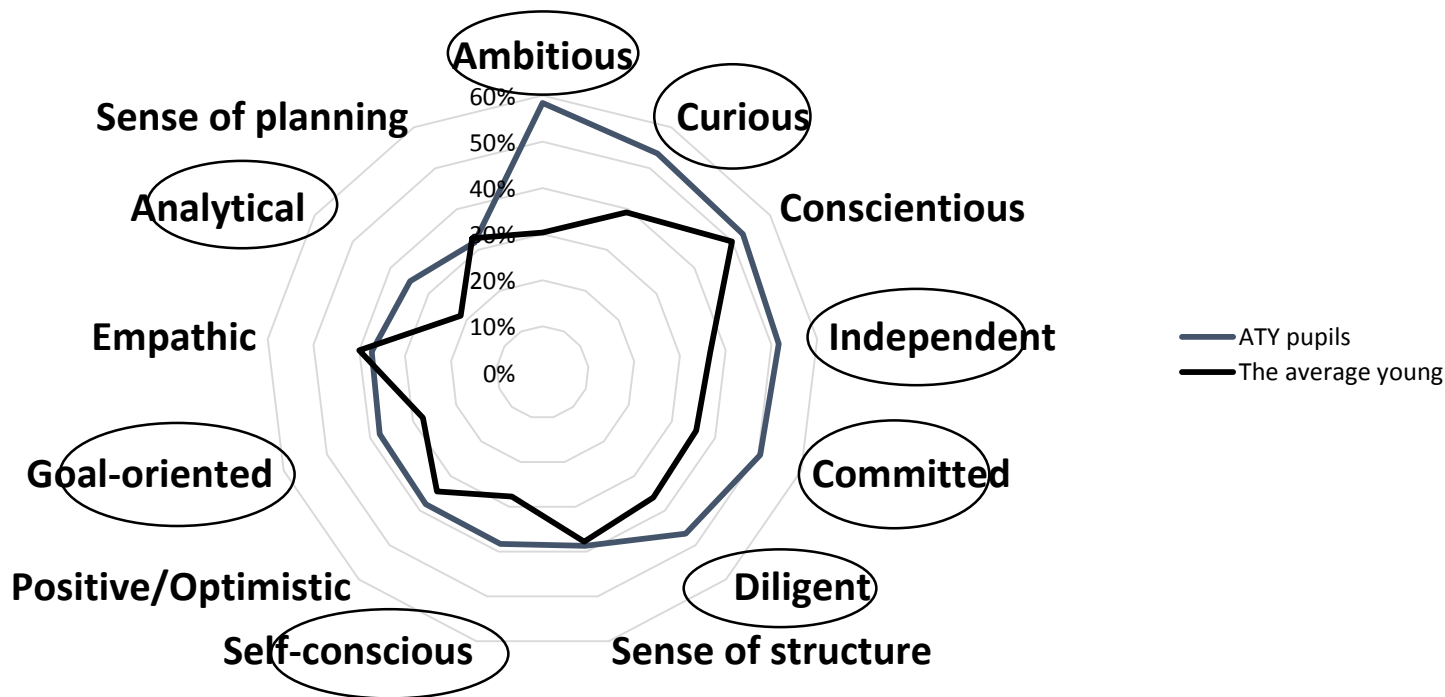 Ambitious
Curious
Conscientious
Independent
Committed
Diligent
Sense of structure
Self-conscious
Positive/Optimistic
Goal-oriented
Empathic
Analytical
Sense of planning
60%
50%
40%
30%
20%
10%
0%
ATY pupils
The average young